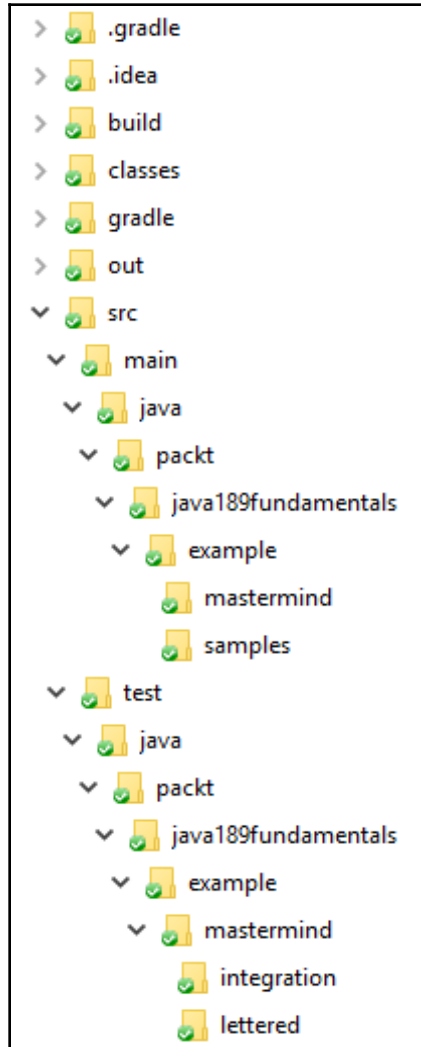 .gradle
.idea
build
classes
gradle
out
src
main
java
packt
java189fundamentals
example
mastermind
samples
test
java
packt
java189fundamentals
example
mastermind
integration
lettered